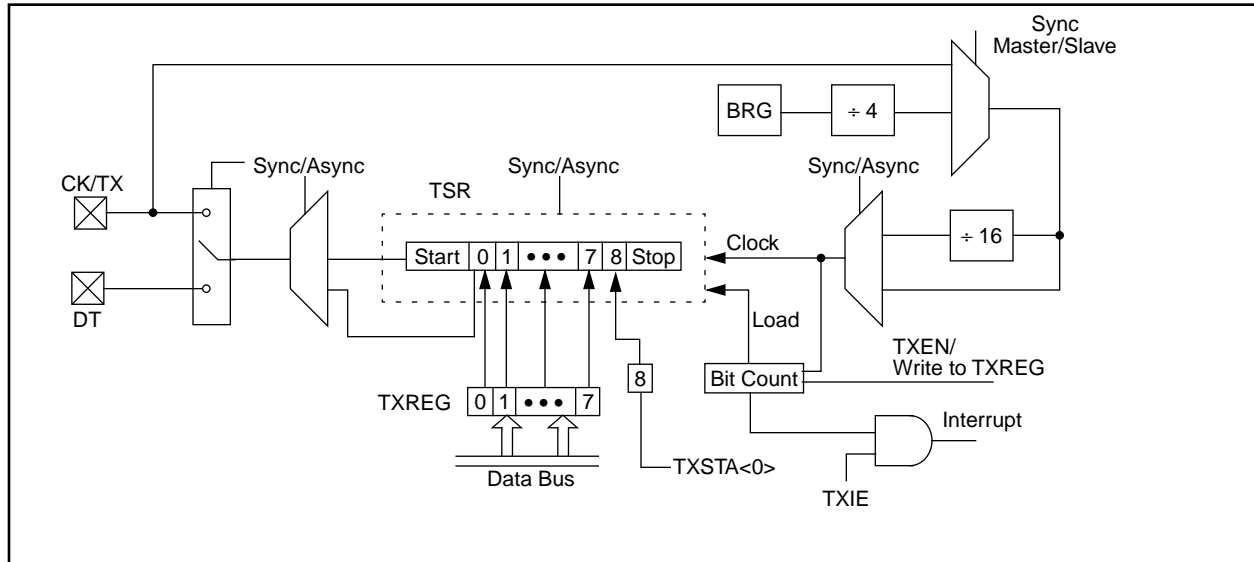 Sync
Master/Slave
BRG
÷ 4
CK/TX
Sync/Async
Sync/Async
TSR
Sync/Async
÷ 16
Start 0 1 ••• 7 8 Stop
Clock
DT
Load
TXEN/
Write to TXREG
8
Bit Count
TXREG 0 1 ••• 7
Interrupt
TXSTA<0>
Data Bus
TXIE